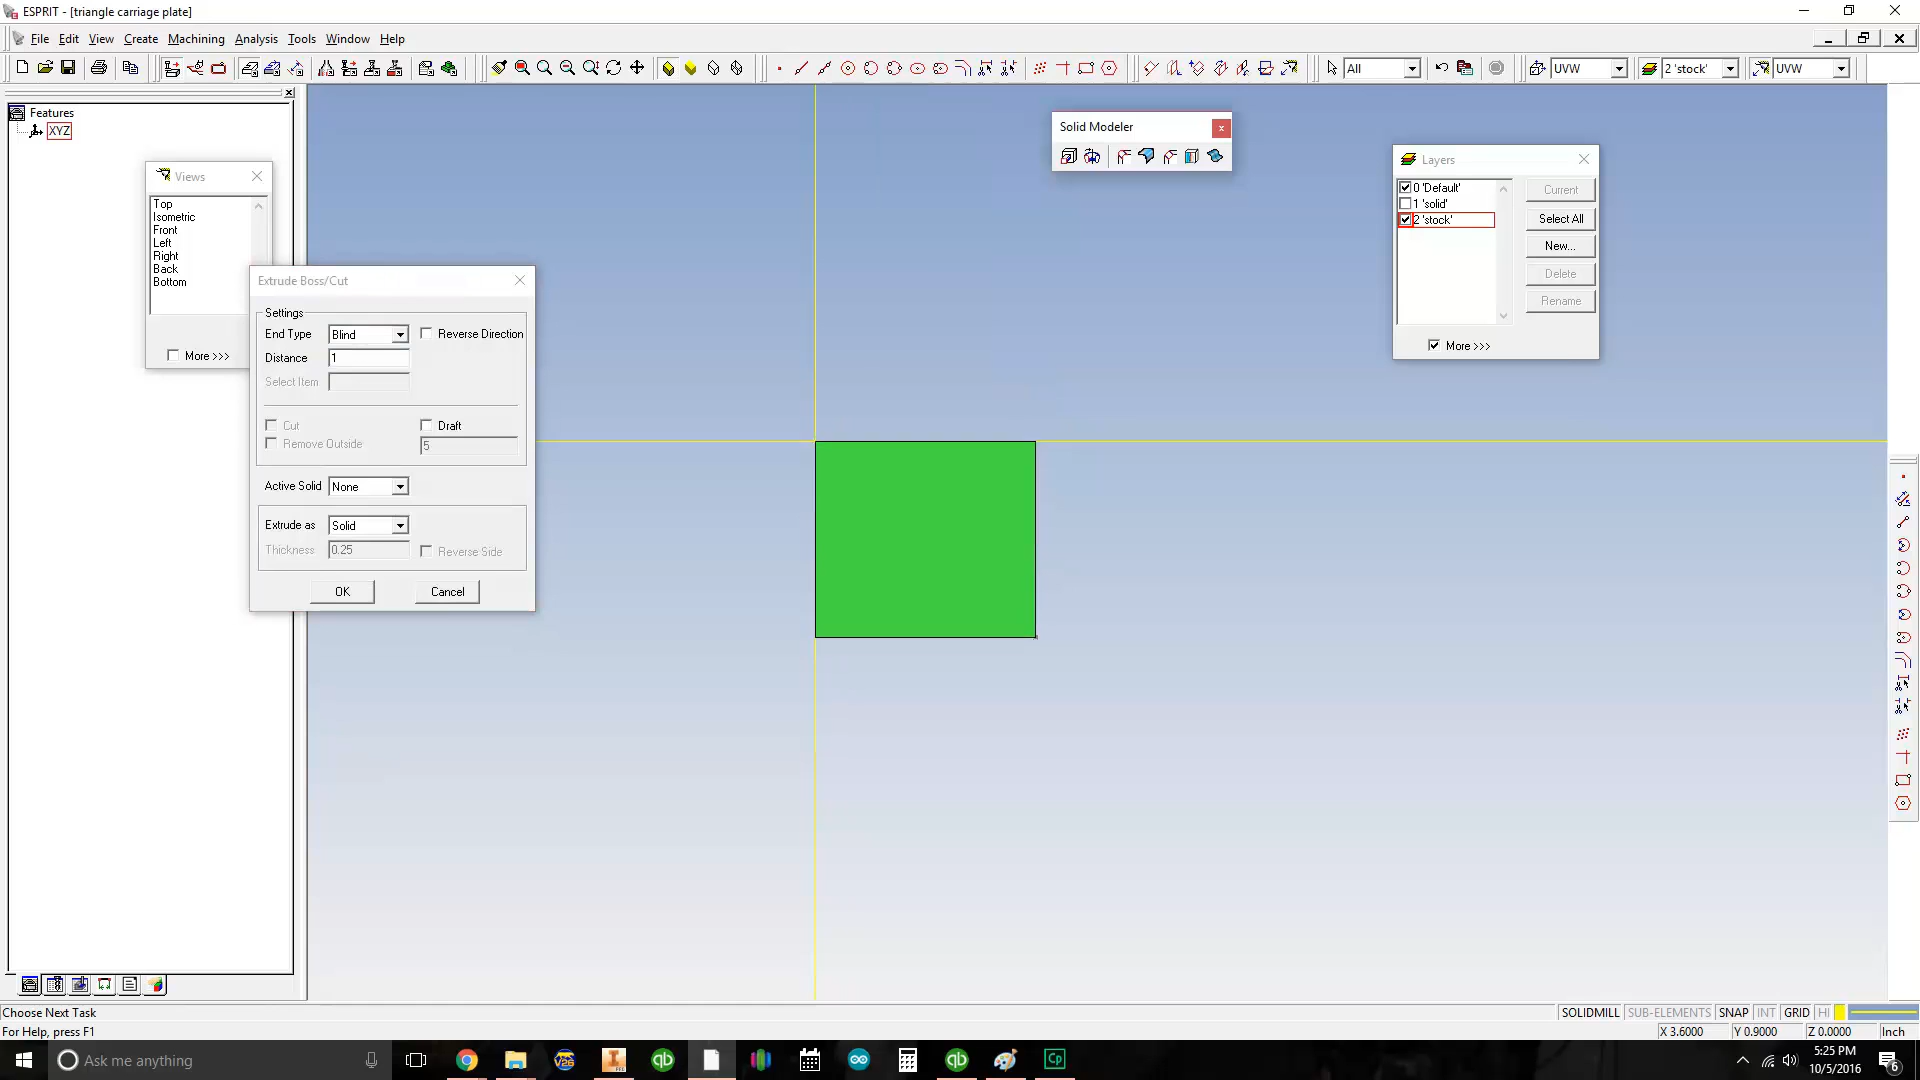 ESPRIT - [triangle carriage plate]
File Edit View Create Machining Analysis Tools Window Help
All
UVW
2 'stock'
UVW
Features
XYZ
Views
Top
Isometric
Front
Left
Right
Back
Bottom
More >>>
Extrude Boss/Cut
Settings
End Type Blind Reverse Direction
Distance 1
Select Item
Cut Draft
Remove Outside 5
Active Solid None
Extrude as Solid
Thickness 0.25 Reverse Side
OK Cancel
Solid Modeler
Layers
0 'Default'
1 'solid'
2 'stock'
Current
Select All
New...
Delete
Rename
More >>>
Choose Next Task
SOLIDMILL SUB-ELEMENTS SNAP INT GRID HI
For Help, press F1
X 3.6000 Y 0.9000 Z 0.0000 Inch
Ask me anything
5:25 PM
10/5/2016
6